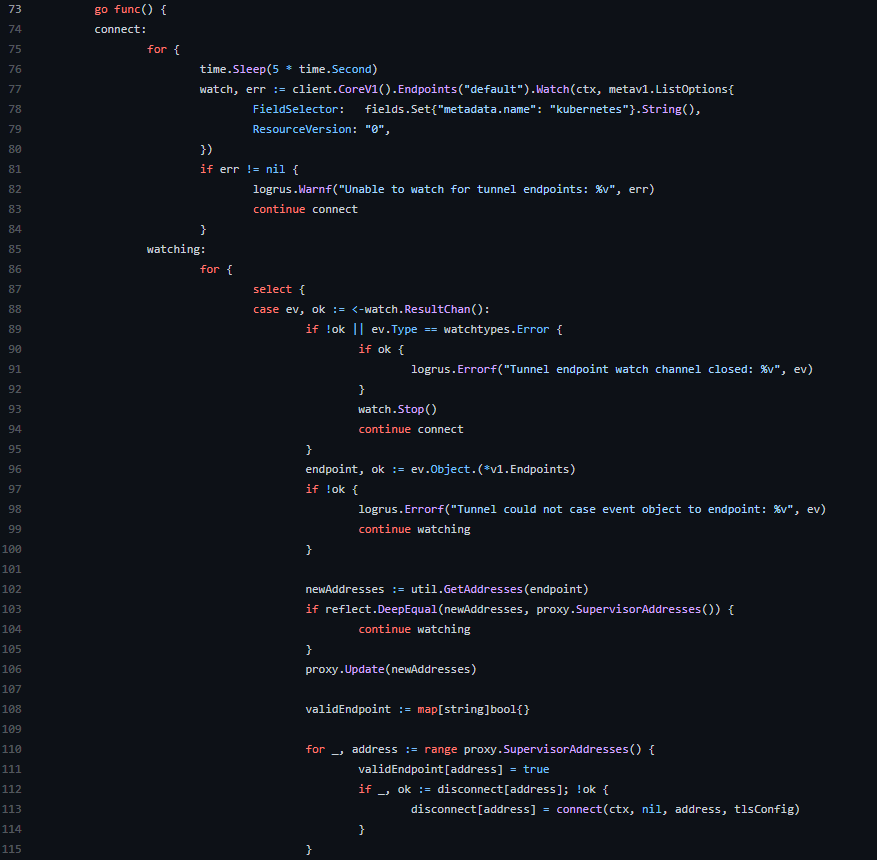 73 go func() {
74 connect:
75 for {
76 time.Sleep(5 * time.Second)
77 watch, err := client.CoreV1().Endpoints("default").Watch(ctx, metav1.ListOptions{
78 FieldSelector:   fields.Set{"metadata.name": "kubernetes"}.String(),
79 ResourceVersion: "0",
80 })
81 if err != nil {
82 logrus.Warnf("Unable to watch for tunnel endpoints: %v", err)
83 continue connect
84 }
85 watching:
86 for {
87 select {
88 case ev, ok := <-watch.ResultChan():
89 if !ok || ev.Type == watchtypes.Error {
90 if ok {
91 logrus.Errorf("Tunnel endpoint watch channel closed: %v", ev)
92 }
93 watch.Stop()
94 continue connect
95 }
96 endpoint, ok := ev.Object.(*v1.Endpoints)
97 if !ok {
98 logrus.Errorf("Tunnel could not case event object to endpoint: %v", ev)
99 continue watching
100 }
101
102 newAddresses := util.GetAddresses(endpoint)
103 if reflect.DeepEqual(newAddresses, proxy.SupervisorAddresses()) {
104 continue watching
105 }
106 proxy.Update(newAddresses)
107
108 validEndpoint := map[string]bool{}
109
110 for _, address := range proxy.SupervisorAddresses() {
111 validEndpoint[address] = true
112 if _, ok := disconnect[address]; !ok {
113 disconnect[address] = connect(ctx, nil, address, tlsConfig)
114 }
115 }